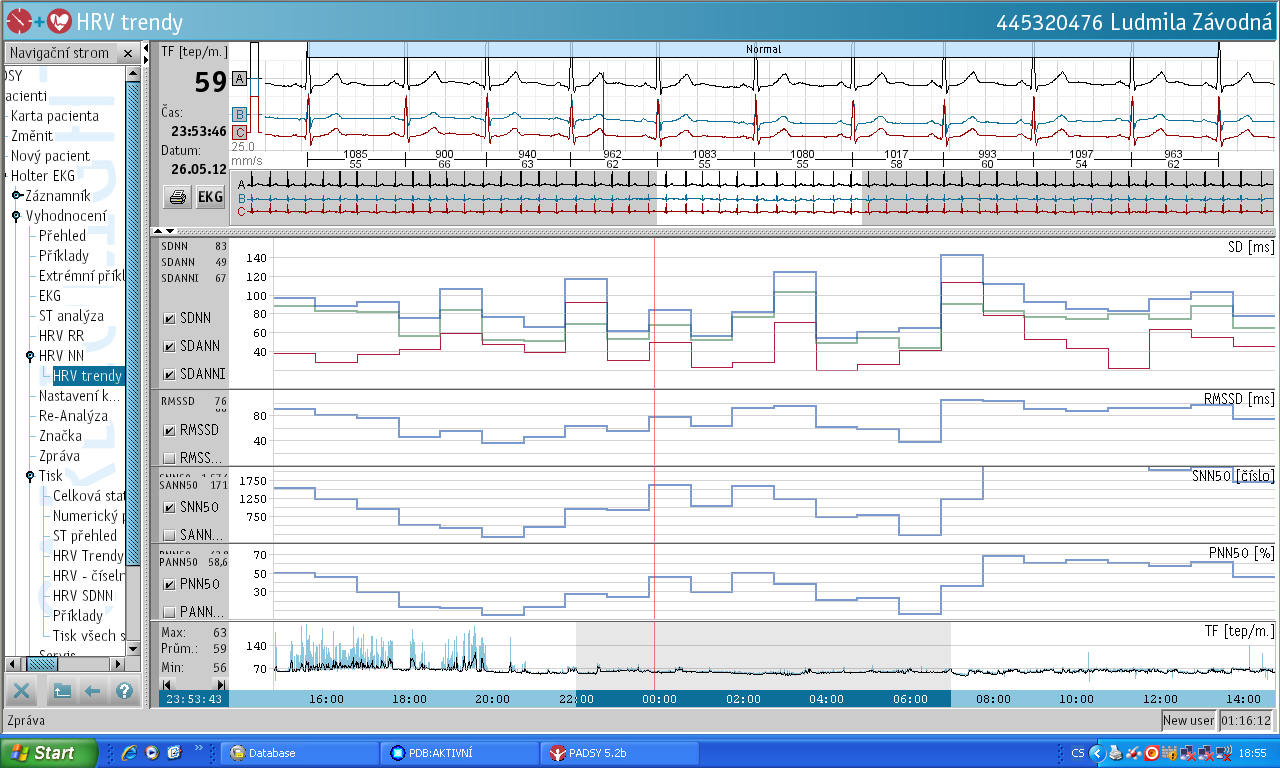 HRV trendy
445320476 Ludmila Závodná
Navigační strom
DSY
acienti
Karta pacienta
Změnit
Nový pacient
Holter EKG
Záznamník
Vyhodnocení
Přehled
Příklady
Extrémní příkl
EKG
ST analýza
HRV RR
HRV NN
HRV trendy
Nastavení k...
Re-Analýza
Značka
Zpráva
Tisk
Celková stat
Numerický p
ST přehled
HRV Trendy
HRV - číseln
HRV SDNN
Příklady
Tisk všech s
Servis
TF [tep/m.]
59
Čas:
23:53:46
Datum:
26.05.12
EKG
Normal
A
B
C
25.0
mm/s
1085 900 940 962 1083 1080 1017 993 1097 963
66 63 62 55 55 58 60 54 62
A
B
C
SDNN 83
SDANN 49
SDANNI 67
SDNN
SDANN
SDANNI
SD [ms]
140
120
100
80
60
40
RMSSD 76
RMSSD
RMSS...
RMSSD [ms]
80
40
SANN50 171
SNN50
SANN...
SNN50 [číslo]
1750
1250
750
PANN50 58,6
PNN50
PANN...
PNN50 [%]
70
50
30
Max: 63
Prům.: 59
Min: 56
TF [tep/m.]
140
70
23:53:43
16:00 18:00 20:00 22:00 00:00 02:00 04:00 06:00 08:00 10:00 12:00 14:00
Zpráva
New user
01:16:12
Start
Database
PDB:AKTIVNÍ
PADSY 5.2b
CS
18:55